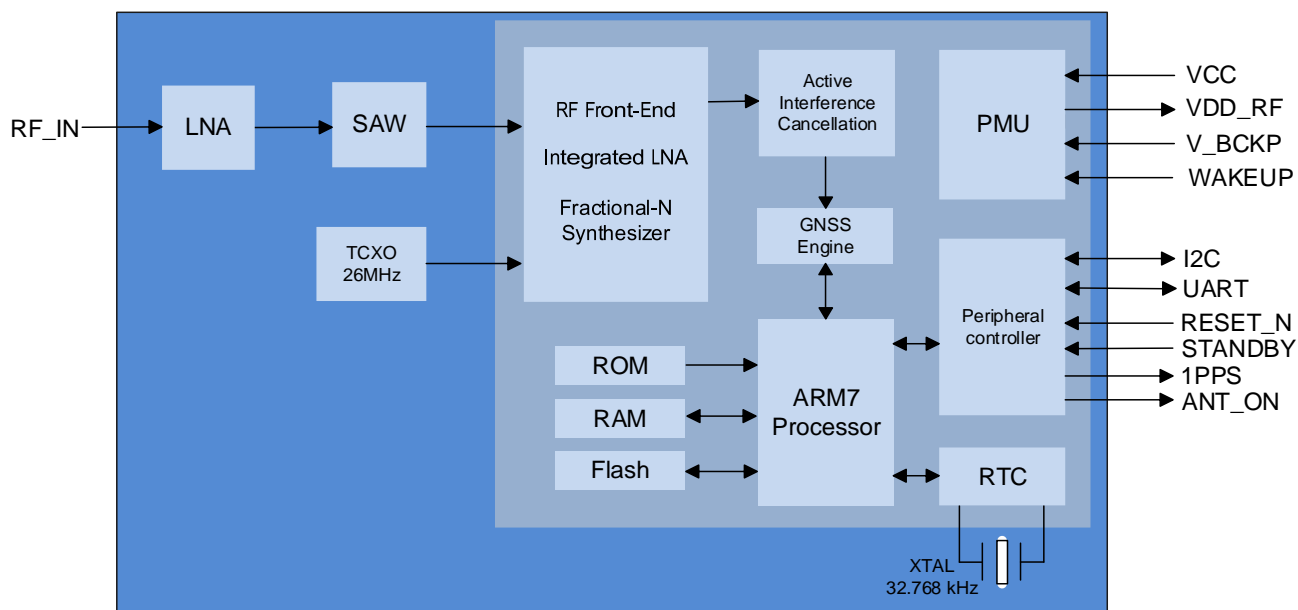 RF_IN
LNA
SAW
TCXO
26MHz
RF Front-End
Integrated LNA
Fractional-N
Synthesizer
Active
Interference
Cancellation
GNSS
Engine
ROM
RAM
Flash
ARM7
Processor
PMU
VCC
VDD_RF
V_BCKP
WAKEUP
Peripheral
controller
I2C
UART
RESET_N
STANDBY
1PPS
ANT_ON
RTC
XTAL
32.768 kHz